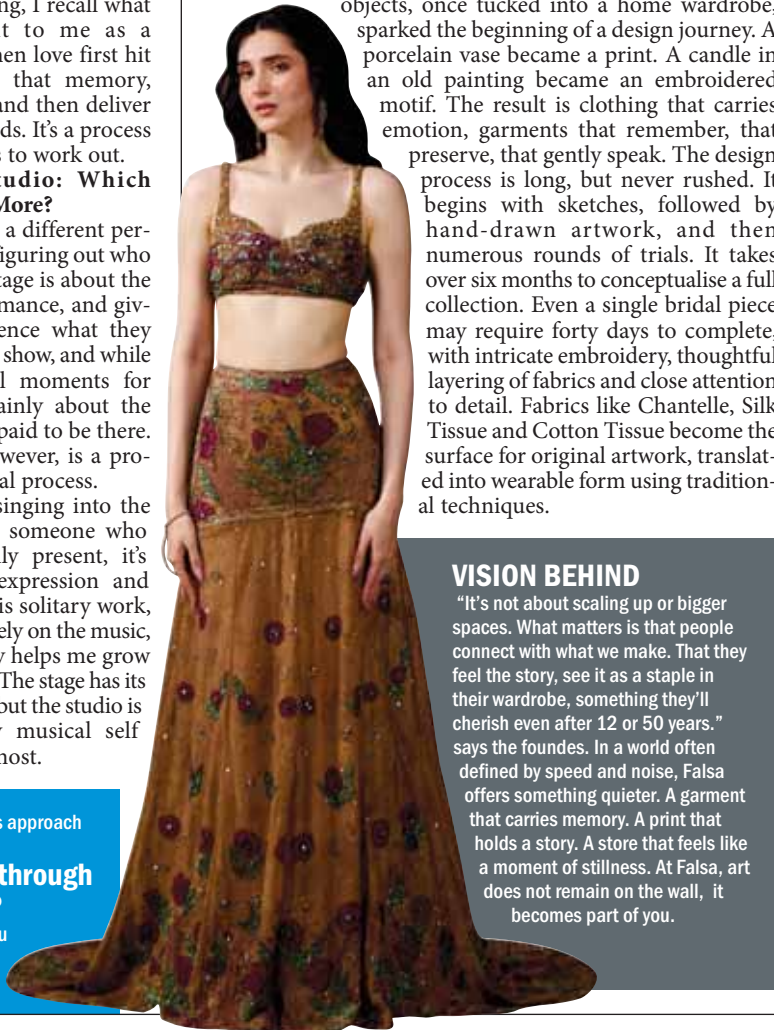 ng, I recall what
t to me as a
hen love first hit
that memory,
and then deliver
ds. It's a process
s to work out.
tudio: Which
More?
a different per-
iguring out who
tage is about the
mance, and giv-
ence what they
show, and while
l moments for
ainly about the
paid to be there.
wever, is a pro-
al process.
singing into the
someone who
ly present, it's
expression and
is solitary work,
ely on the music,
y helps me grow
The stage has its
but the studio is
y musical self
most.
s approach
through
?
u
objects, once tucked into a home wardrobe,
sparked the beginning of a design journey. A
porcelain vase became a print. A candle in
an old painting became an embroidered
motif. The result is clothing that carries
emotion, garments that remember, that
preserve, that gently speak. The design
process is long, but never rushed. It
begins with sketches, followed by
hand-drawn artwork, and then
numerous rounds of trials. It takes
over six months to conceptualise a full
collection. Even a single bridal piece
may require forty days to complete,
with intricate embroidery, thoughtful
layering of fabrics and close attention
to detail. Fabrics like Chantelle, Silk
Tissue and Cotton Tissue become the
surface for original artwork, translat-
ed into wearable form using tradition-
al techniques.
VISION BEHIND
"It's not about scaling up or bigger
spaces. What matters is that people
connect with what we make. That they
feel the story, see it as a staple in
their wardrobe, something they'll
cherish even after 12 or 50 years."
says the foundes. In a world often
defined by speed and noise, Falsa
offers something quieter. A garment
that carries memory. A print that
holds a story. A store that feels like
a moment of stillness. At Falsa, art
does not remain on the wall, it
becomes part of you.